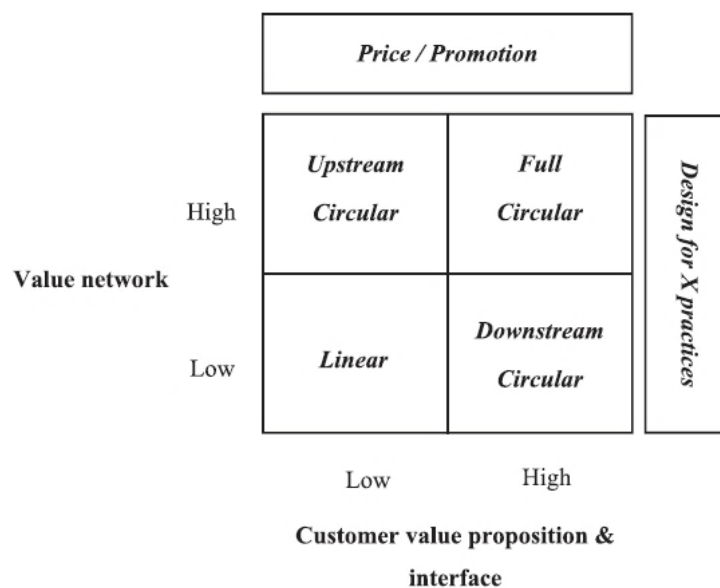 Price / Promotion
Upstream
Circular
Full
Circular
High
Design for X practices
Value network
Linear
Downstream
Circular
Low
Low
High
Customer value proposition &
interface